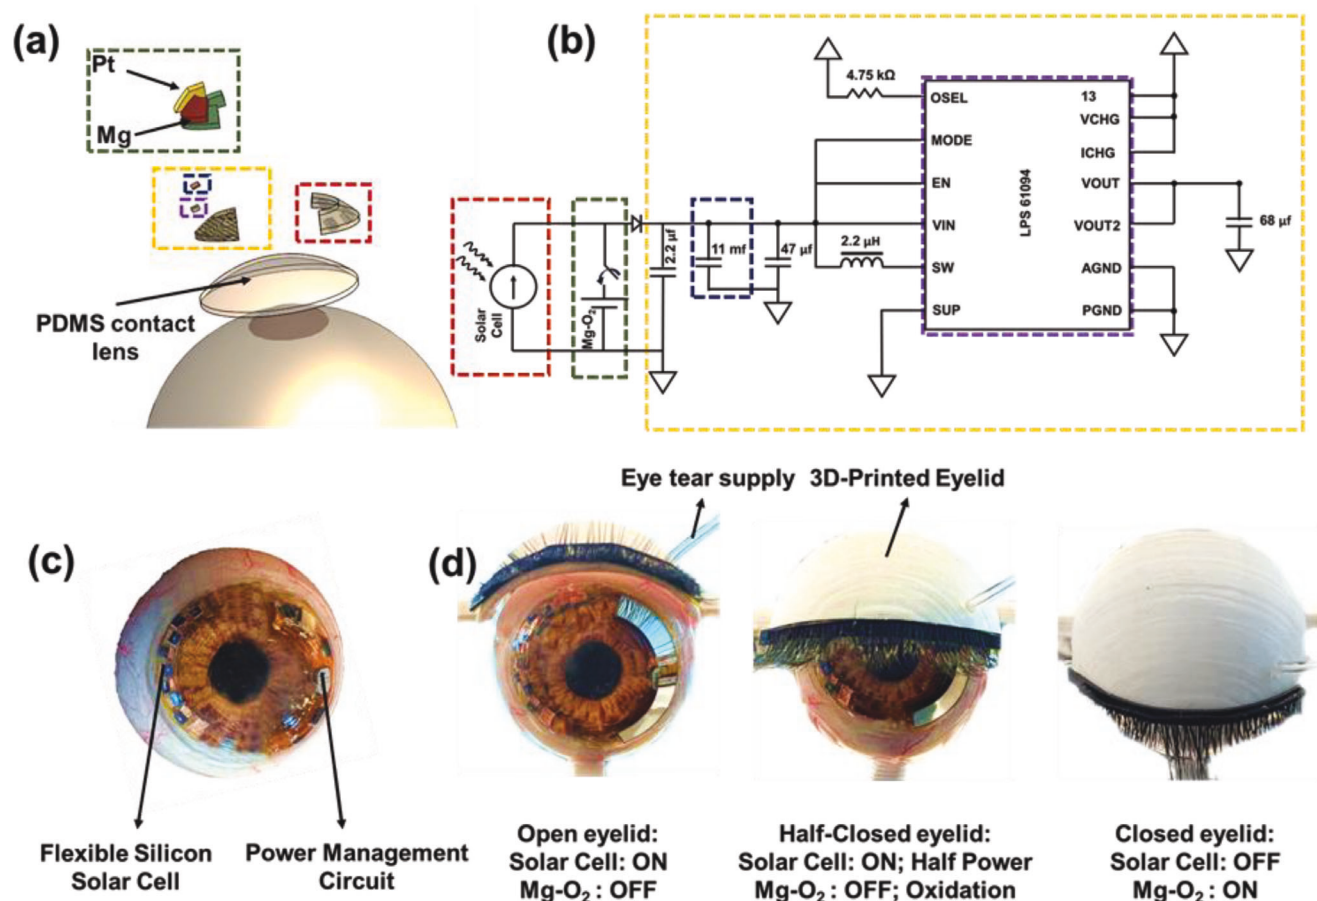 (a)
Pt
Mg
PDMS contact
lens
(b)
4.75 kΩ
OSEL
MODE
EN
VIN
SW
SUP
LPS 61094
13
VCHG
ICHG
VOUT
VOUT2
AGND
PGND
68 µf
2.2 µH
47 µf
11 mf
2.2 µf
Mg-O₂
Solar
Cell
(c)
Flexible Silicon
Solar Cell
Power Management
Circuit
(d)
Eye tear supply
3D-Printed Eyelid
Open eyelid:
Solar Cell: ON
Mg-O₂ : OFF
Half-Closed eyelid:
Solar Cell: ON; Half Power
Mg-O₂ : OFF; Oxidation
Closed eyelid:
Solar Cell: OFF
Mg-O₂ : ON